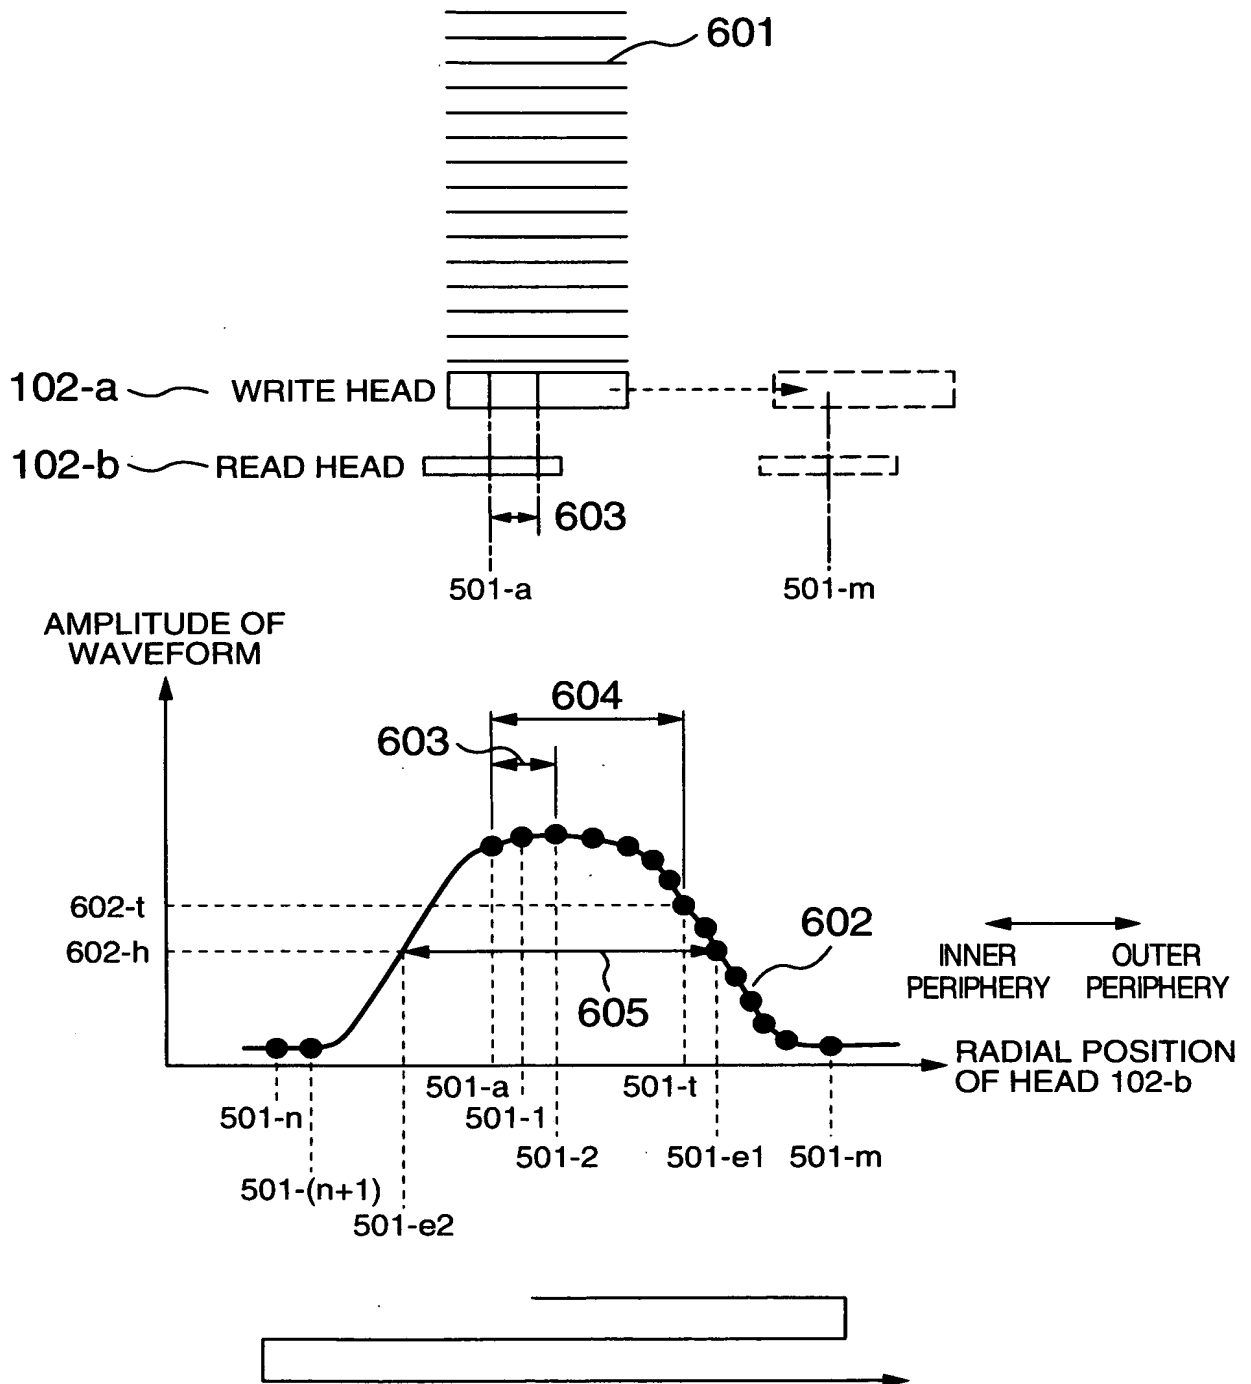 601
102-a WRITE HEAD
102-b READ HEAD
603
501-a 501-m
AMPLITUDE OF
WAVEFORM
604
603
602-t
602-h
602
605
INNER
PERIPHERY
OUTER
PERIPHERY
RADIAL POSITION
OF HEAD 102-b
501-a 501-t
501-n 501-1
501-2 501-e1 501-m
501-(n+1)
501-e2